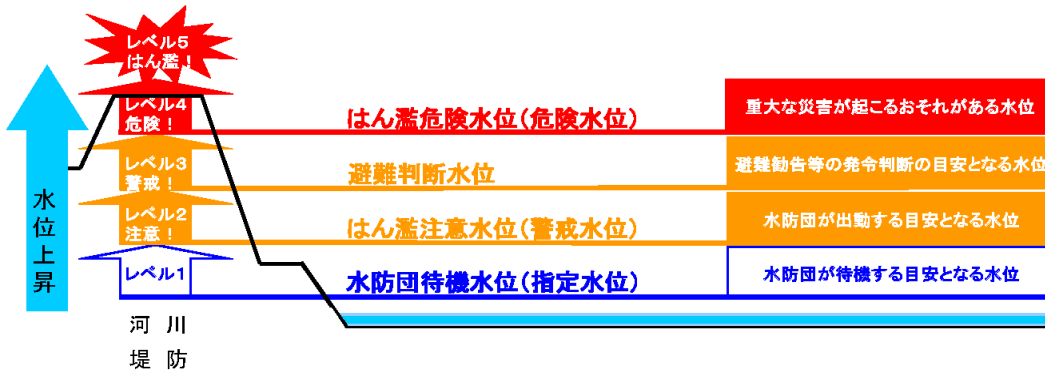 レベル5
はん濫!
レベル4
危険!
はん濫危険水位(危険水位)
重大な災害が起こるおそれがある水位
レベル3
警戒!
避難判断水位
避難勧告等の発令判断の目安となる水位
レベル2
注意!
はん濫注意水位(警戒水位)
水防団が出動する目安となる水位
レベル1
水防団待機水位(指定水位)
水防団が待機する目安となる水位
水位上昇
河川
堤防